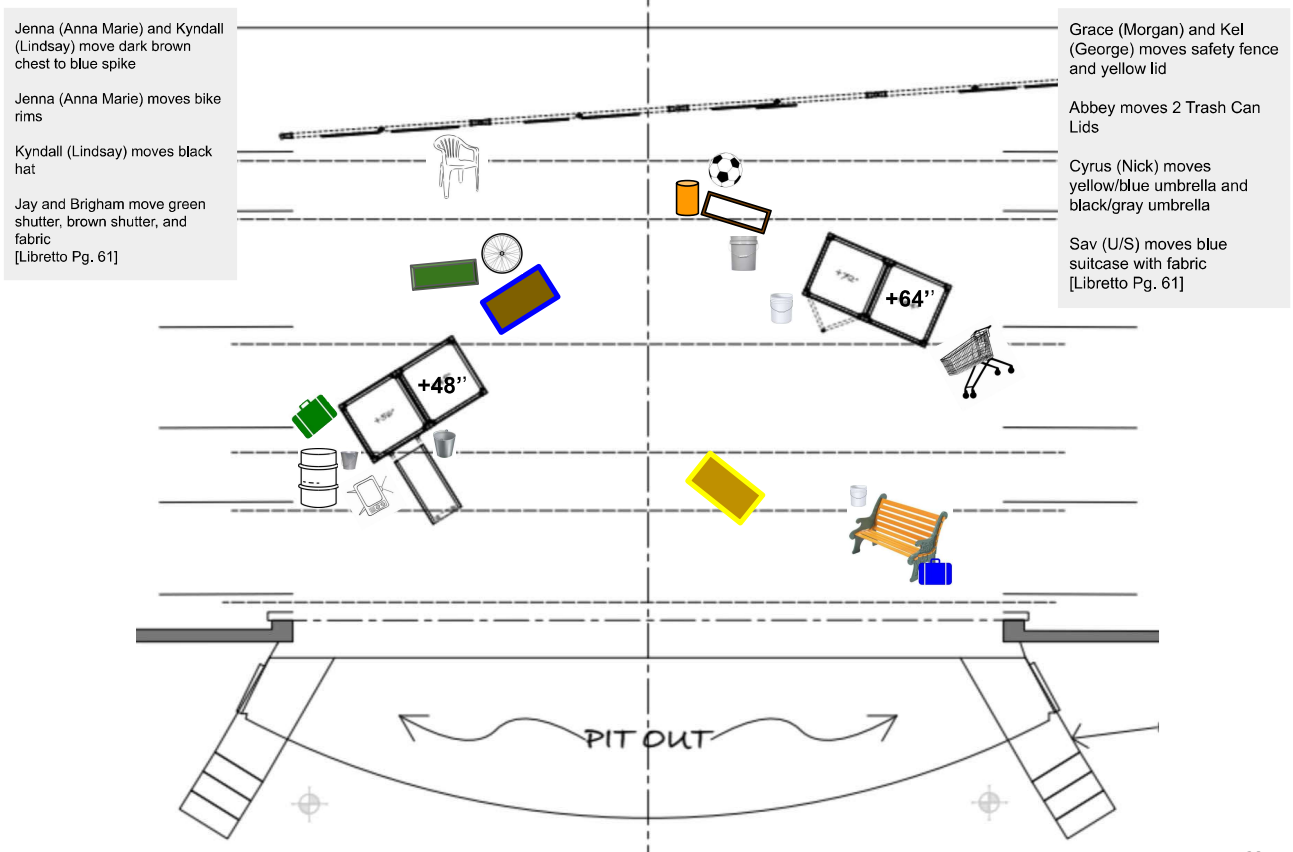 Jenna (Anna Marie) and Kyndall
(Lindsay) move dark brown
chest to blue spike
Jenna (Anna Marie) moves bike
rims
Kyndall (Lindsay) moves black
hat
Jay and Brigham move green
shutter, brown shutter, and
fabric
[Libretto Pg. 61]
Grace (Morgan) and Kel
(George) moves safety fence
and yellow lid
Abbey moves 2 Trash Can
Lids
Cyrus (Nick) moves
yellow/blue umbrella and
black/gray umbrella
Sav (U/S) moves blue
suitcase with fabric
[Libretto Pg. 61]
+64’’
+48’’
PIT OUT